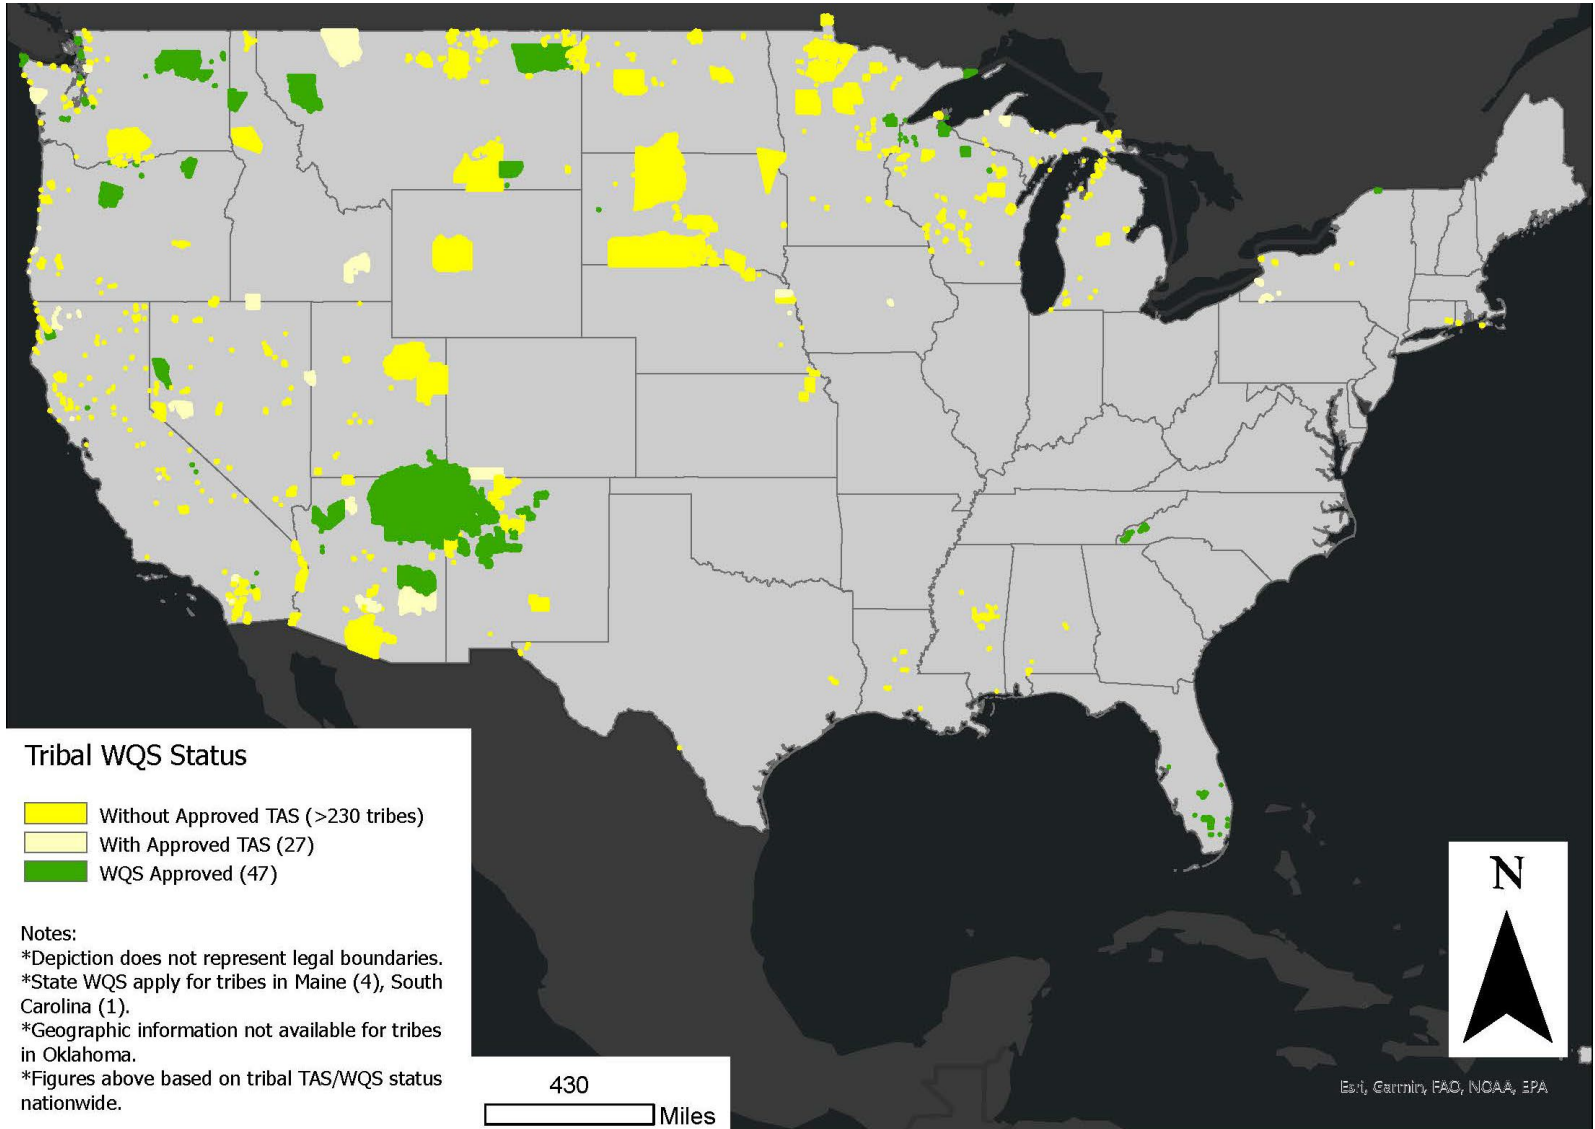 Tribal WQS Status
Without Approved TAS (>230 tribes)
With Approved TAS (27)
WQS Approved (47)
Notes:
*Depiction does not represent legal boundaries.
*State WQS apply for tribes in Maine (4), South
Carolina (1).
*Geographic information not available for tribes
in Oklahoma.
*Figures above based on tribal TAS/WQS status
nationwide.
430
Miles
N
Esri, Garmin, FAO, NOAA, EPA